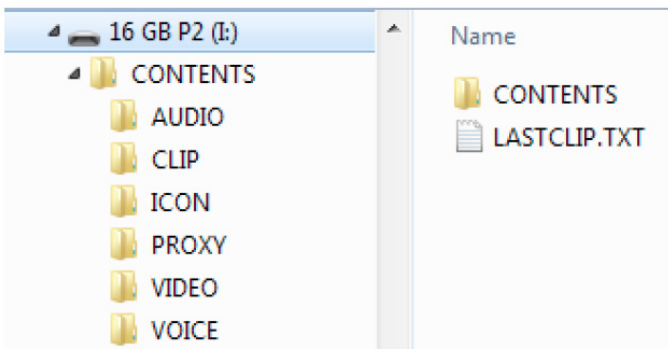 16 GB P2 (I:)
CONTENTS
AUDIO
CLIP
ICON
PROXY
VIDEO
VOICE
Name
CONTENTS
LASTCLIP.TXT